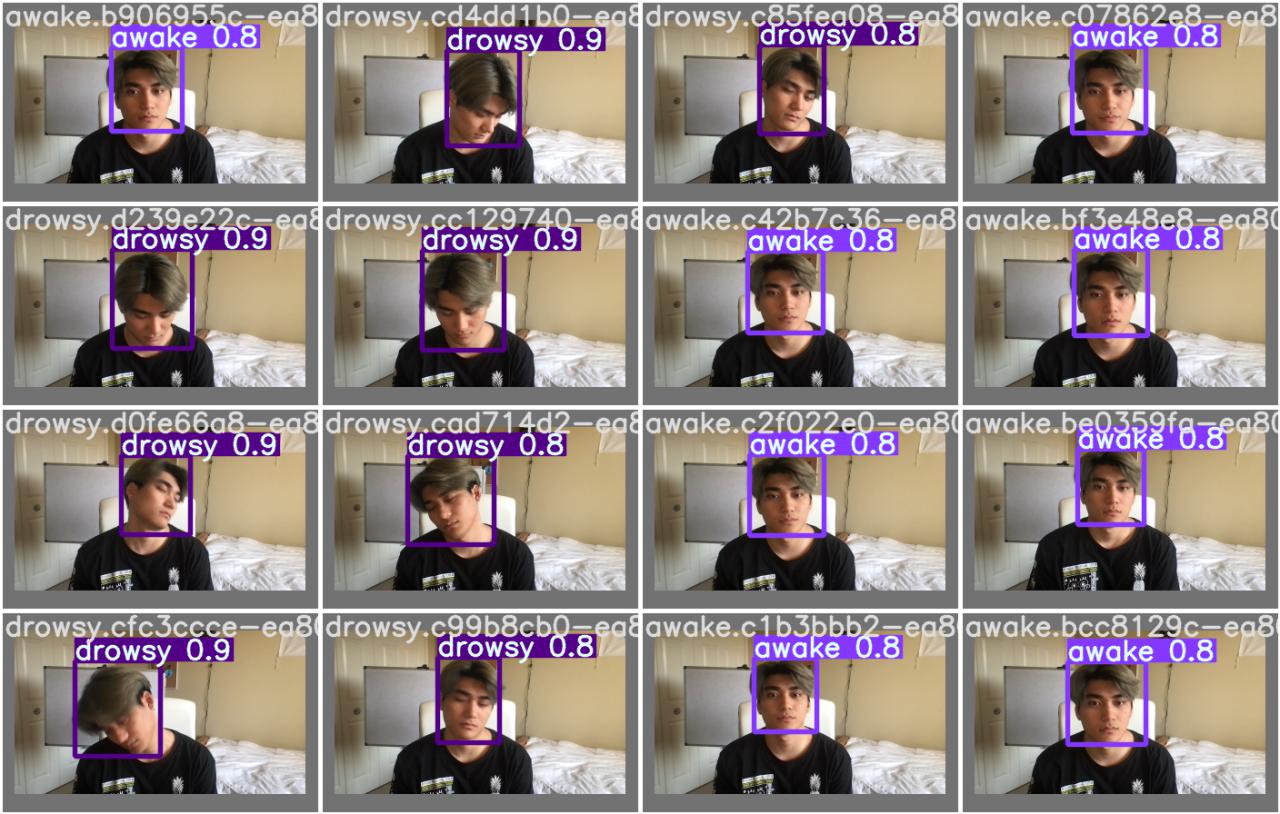 awake.b906955c-ea8
awake 0.8
drowsy.cd4dd1b0-ea8
drowsy 0.9
drowsy.c85fea08-ea8
drowsy 0.8
awake.c07862e8-ea8
awake 0.8
drowsy.d239e22c-ea8
drowsy 0.9
drowsy.cc129740-ea8
drowsy 0.9
awake.c42b7c36-ea8
awake 0.8
awake.bf3e48e8-ea80
awake 0.8
drowsy.d0fe66a8-ea8
drowsy 0.9
drowsy.cad714d2-ea8
drowsy 0.8
awake.c2f022e0-ea80
awake 0.8
awake.be0359fa-ea80
awake 0.8
drowsy.cfc3ccce-ea80
drowsy 0.9
drowsy.c99b8cb0-ea8
drowsy 0.8
awake.c1b3bbb2-ea80
awake 0.8
awake.bcc8129c-ea80
awake 0.8